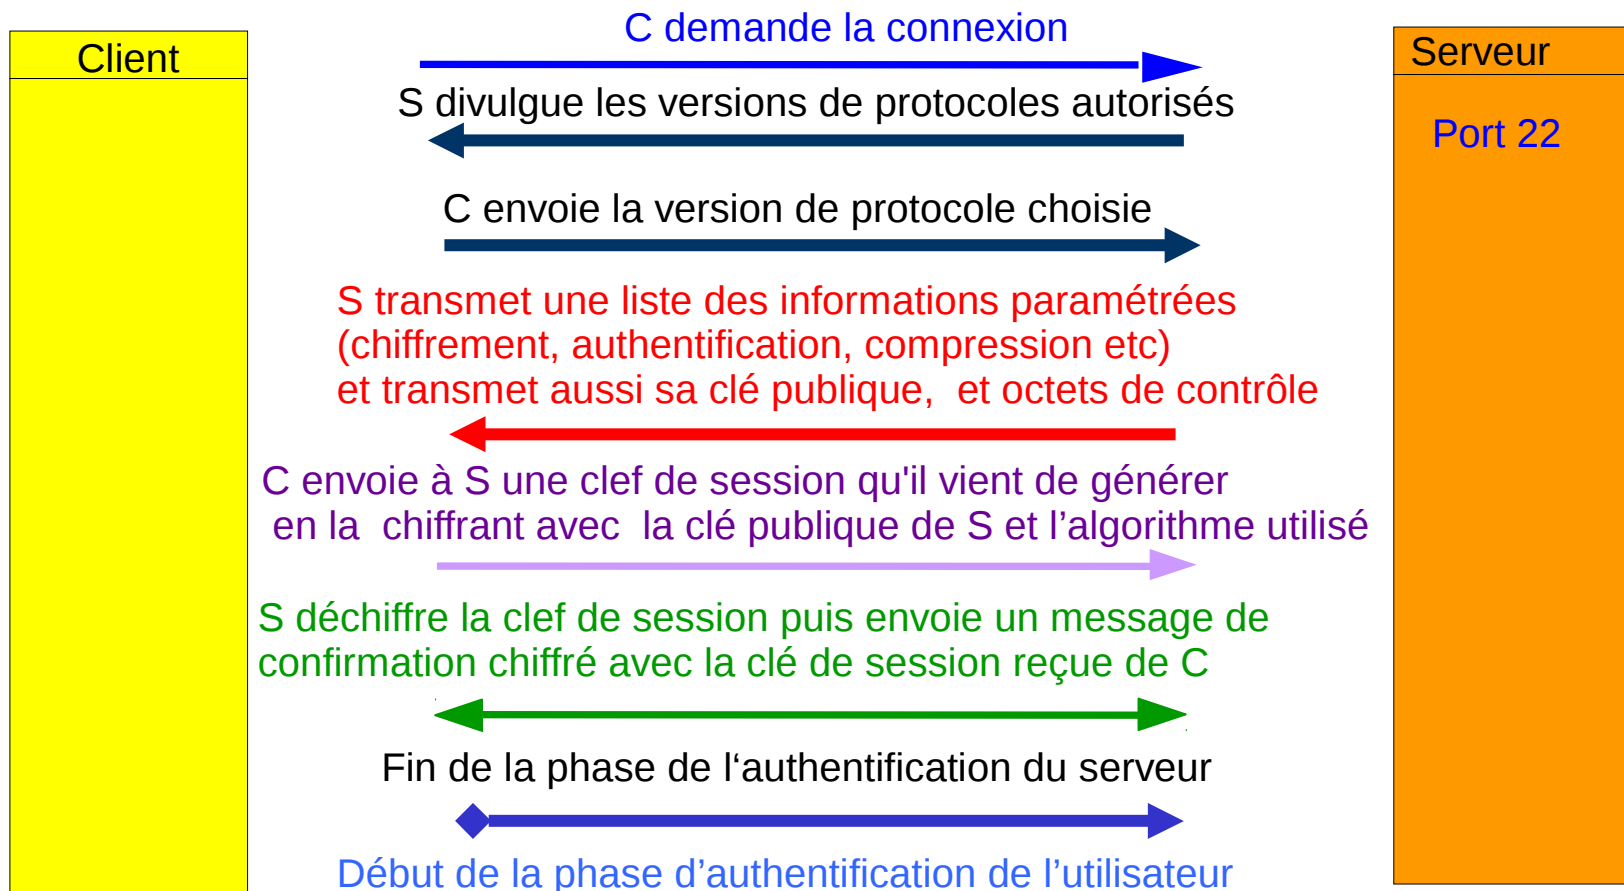 C demande la connexion
Client
Serveur
S divulgue les versions de protocoles autorisés
Port 22
C envoie la version de protocole choisie
S transmet une liste des informations paramétrées
(chiffrement, authentification, compression etc)
et transmet aussi sa clé publique, et octets de contrôle
C envoie à S une clef de session qu'il vient de générer
en la chiffrant avec la clé publique de S et l’algorithme utilisé
S déchiffre la clef de session puis envoie un message de
confirmation chiffré avec la clé de session reçue de C
Fin de la phase de l‘authentification du serveur
Début de la phase d’authentification de l’utilisateur